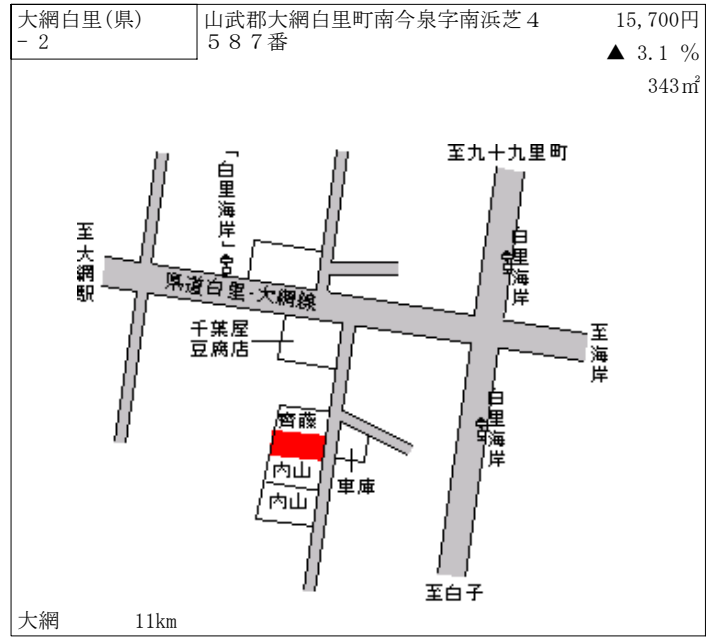 大網白里(県)
- 2
山武郡大網白里町南今泉字南浜芝４
５８７番
15,700円
▲ 3.1 %
343㎡
至九十九里町
「白里海岸」
白里海岸
至大網駅
県道白里・大網線
千葉屋
豆腐店
至海岸
白里海岸
齊藤
内山
車庫
内山
至白子
大網 11km